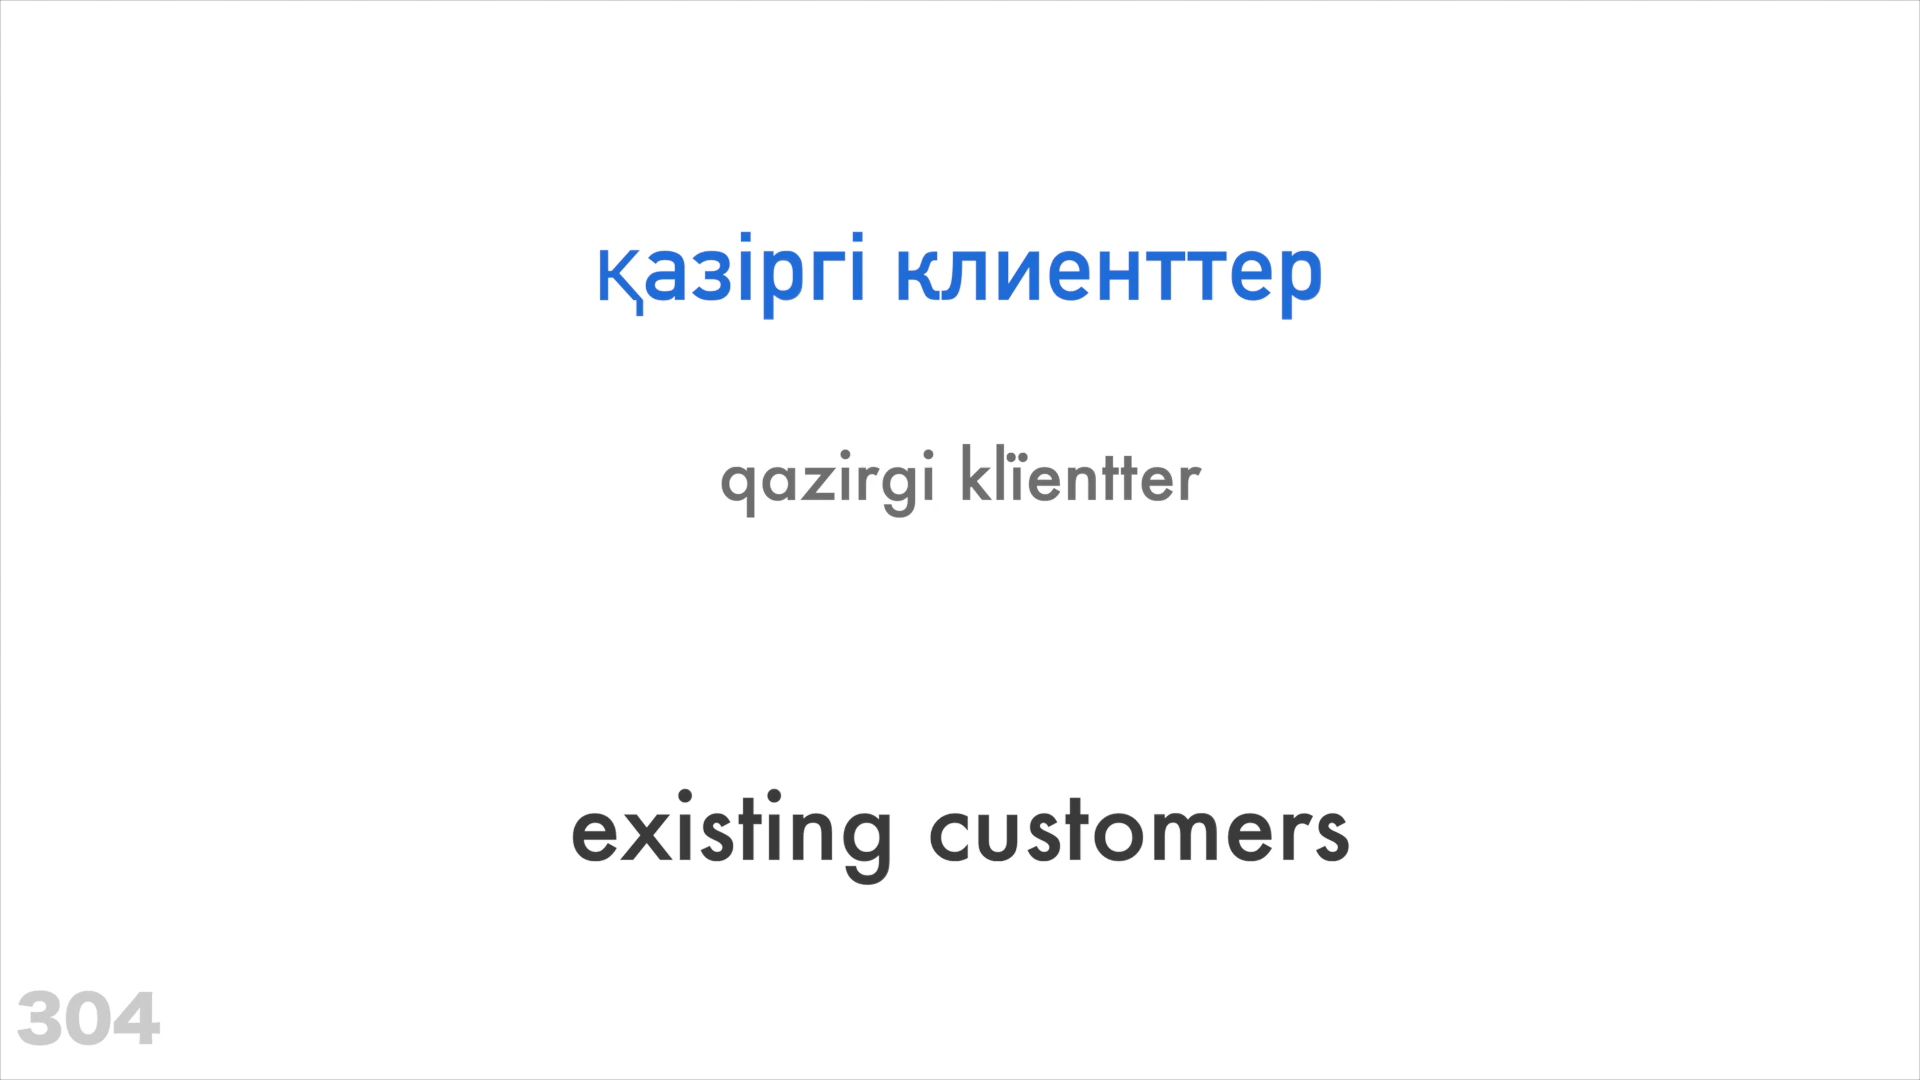 қазіргі клиенттер
qazirgi klïentter
existing customers
304